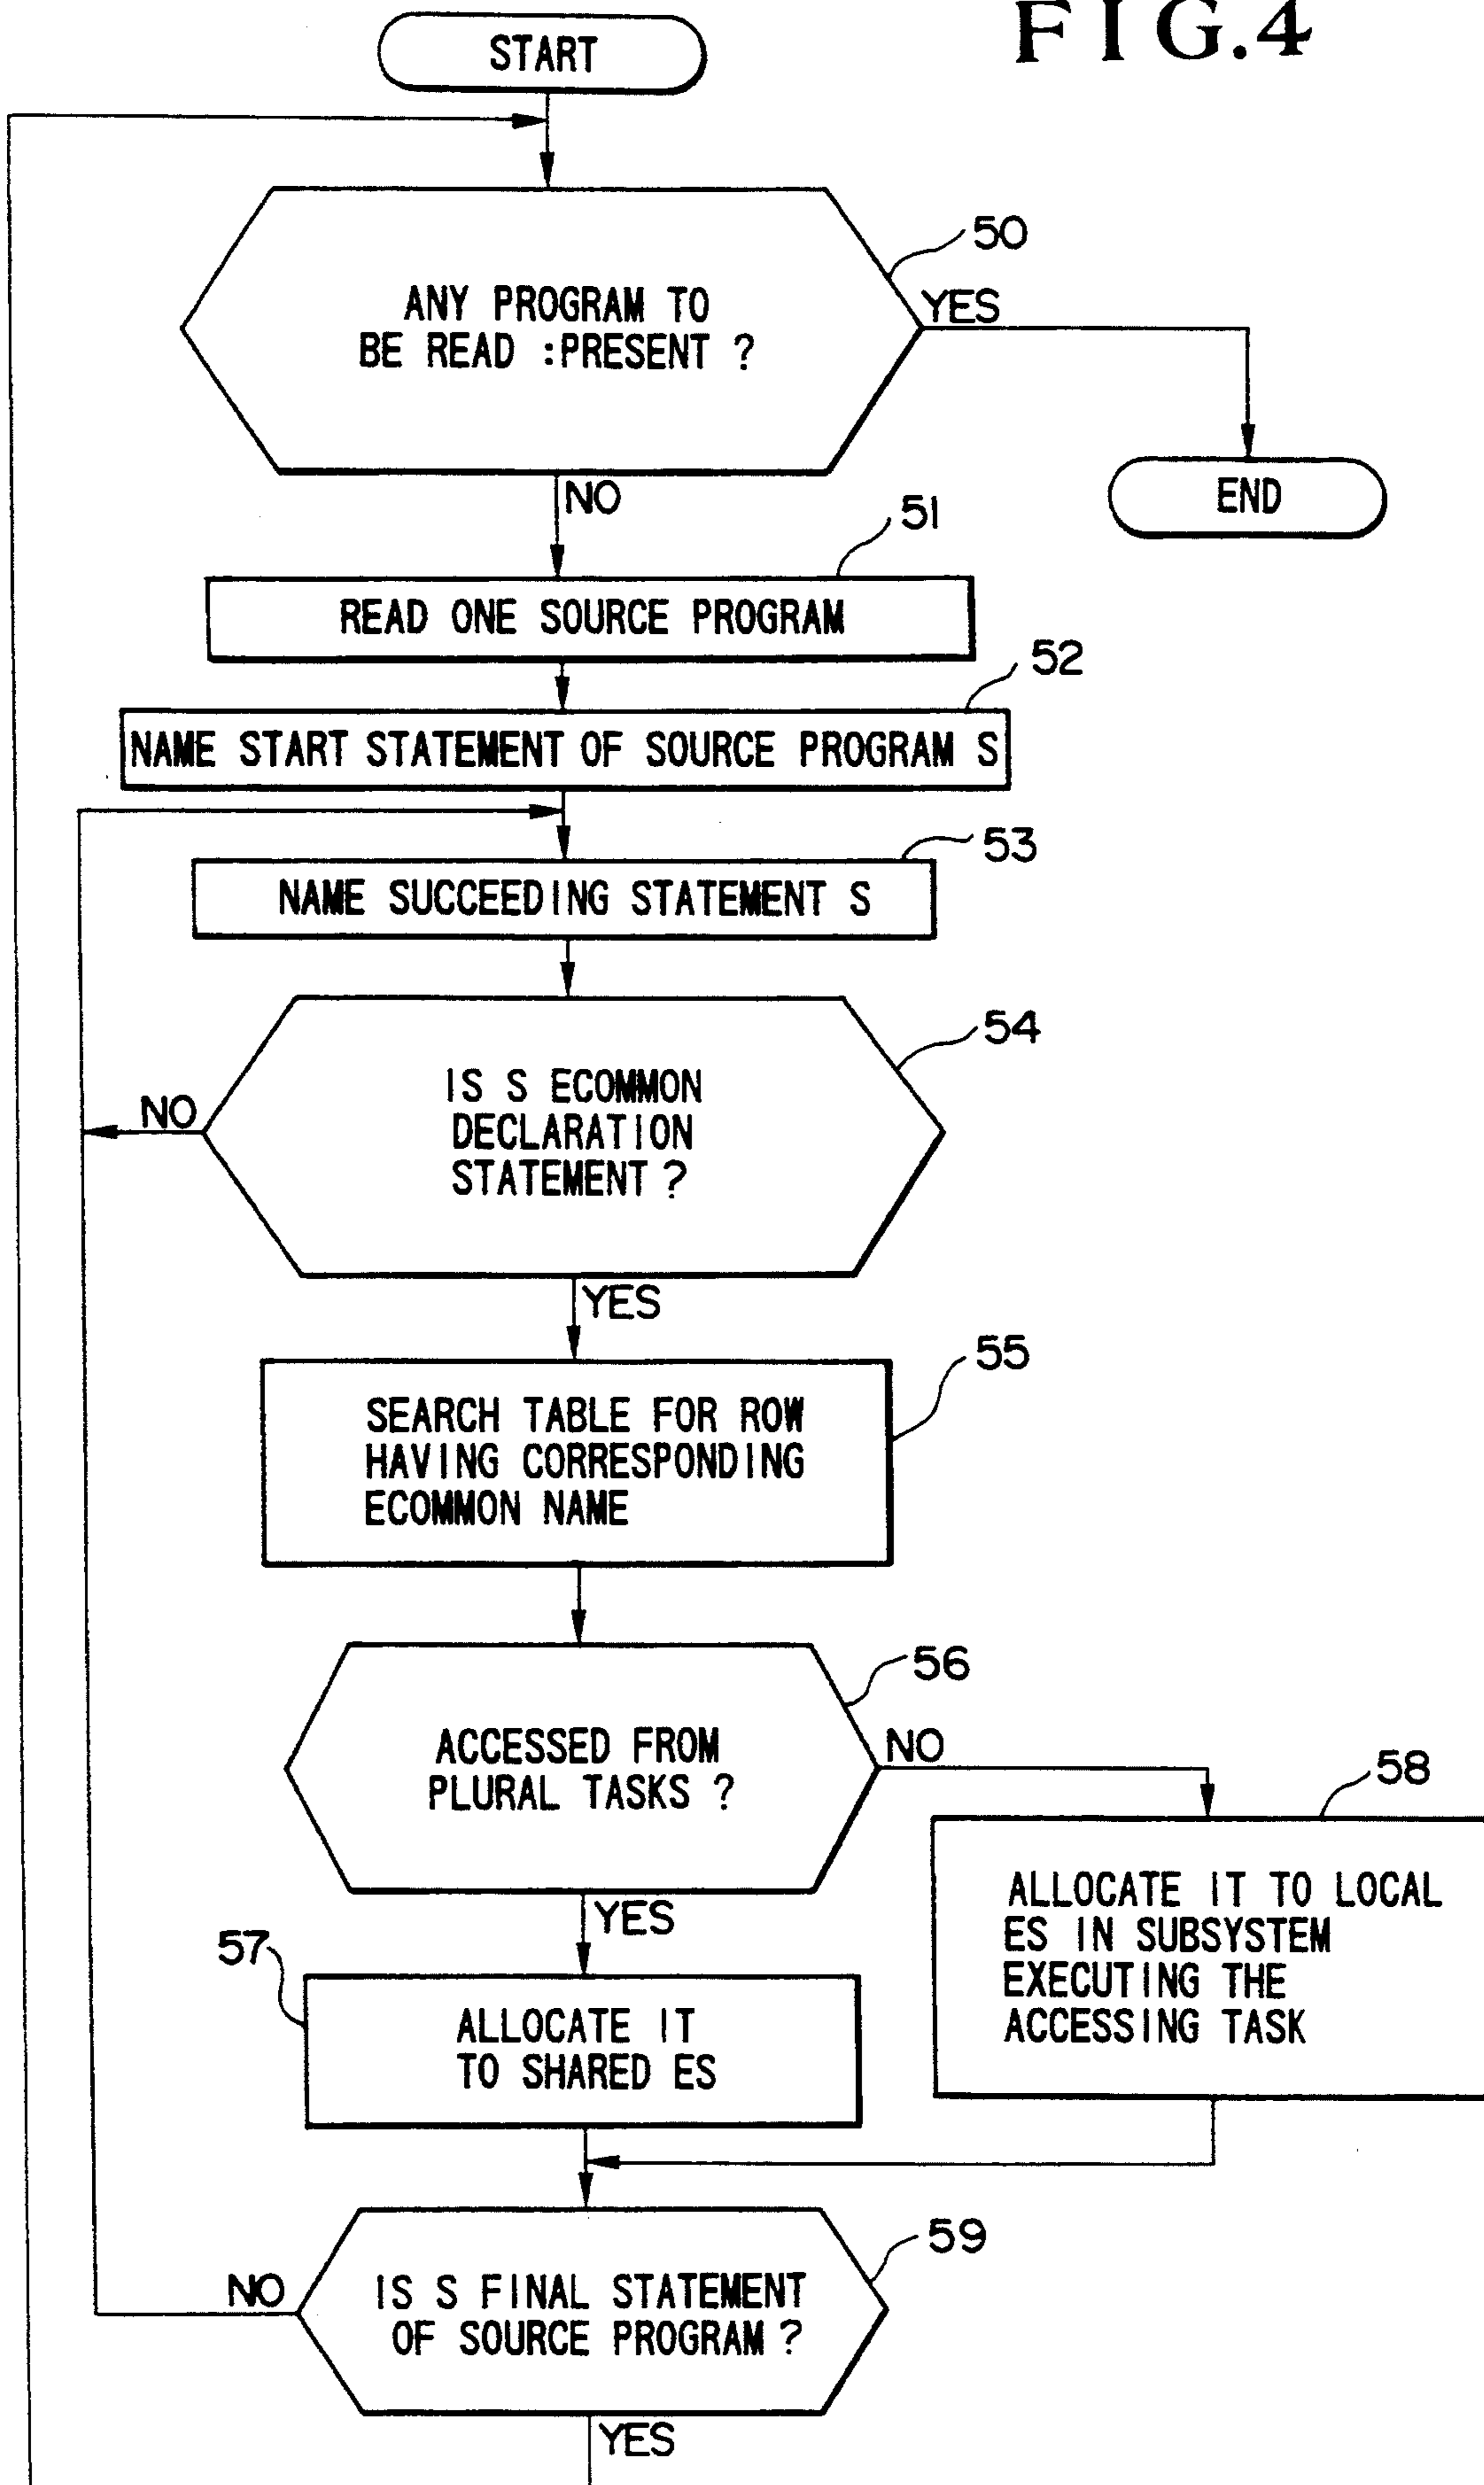 FIG.4
START
50
ANY PROGRAM TO
BE READ :PRESENT ?
YES
END
NO
51
READ ONE SOURCE PROGRAM
52
NAME START STATEMENT OF SOURCE PROGRAM S
53
NAME SUCCEEDING STATEMENT S
54
IS S ECOMMON
DECLARATION
STATEMENT ?
NO
YES
55
SEARCH TABLE FOR ROW
HAVING CORRESPONDING
ECOMMON NAME
56
ACCESSED FROM
PLURAL TASKS ?
NO
58
ALLOCATE IT TO LOCAL
ES IN SUBSYSTEM
EXECUTING THE
ACCESSING TASK
YES
57
ALLOCATE IT
TO SHARED ES
59
IS S FINAL STATEMENT
OF SOURCE PROGRAM ?
NO
YES